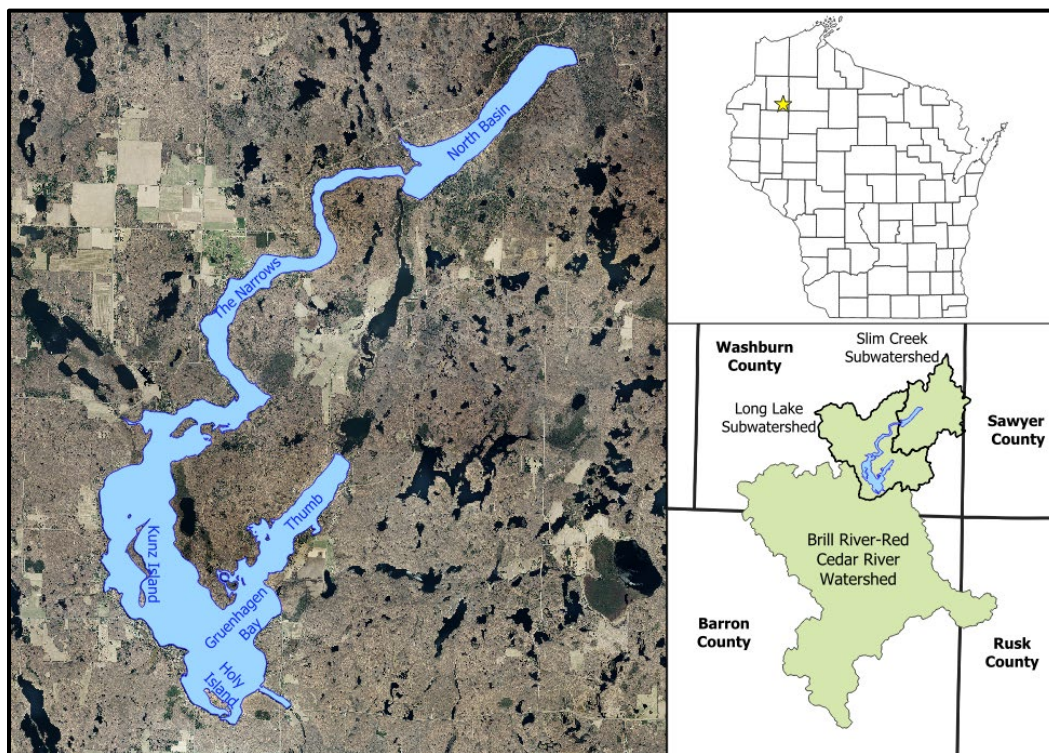 North Basin
The Narrows
Thumb
Kunz Island
Gruenhagen
Bay
Holy
Island
Washburn
County
Slim Creek
Subwatershed
Long Lake
Subwatershed
Sawyer
County
Brill River-Red
Cedar River
Watershed
Barron
County
Rusk
County